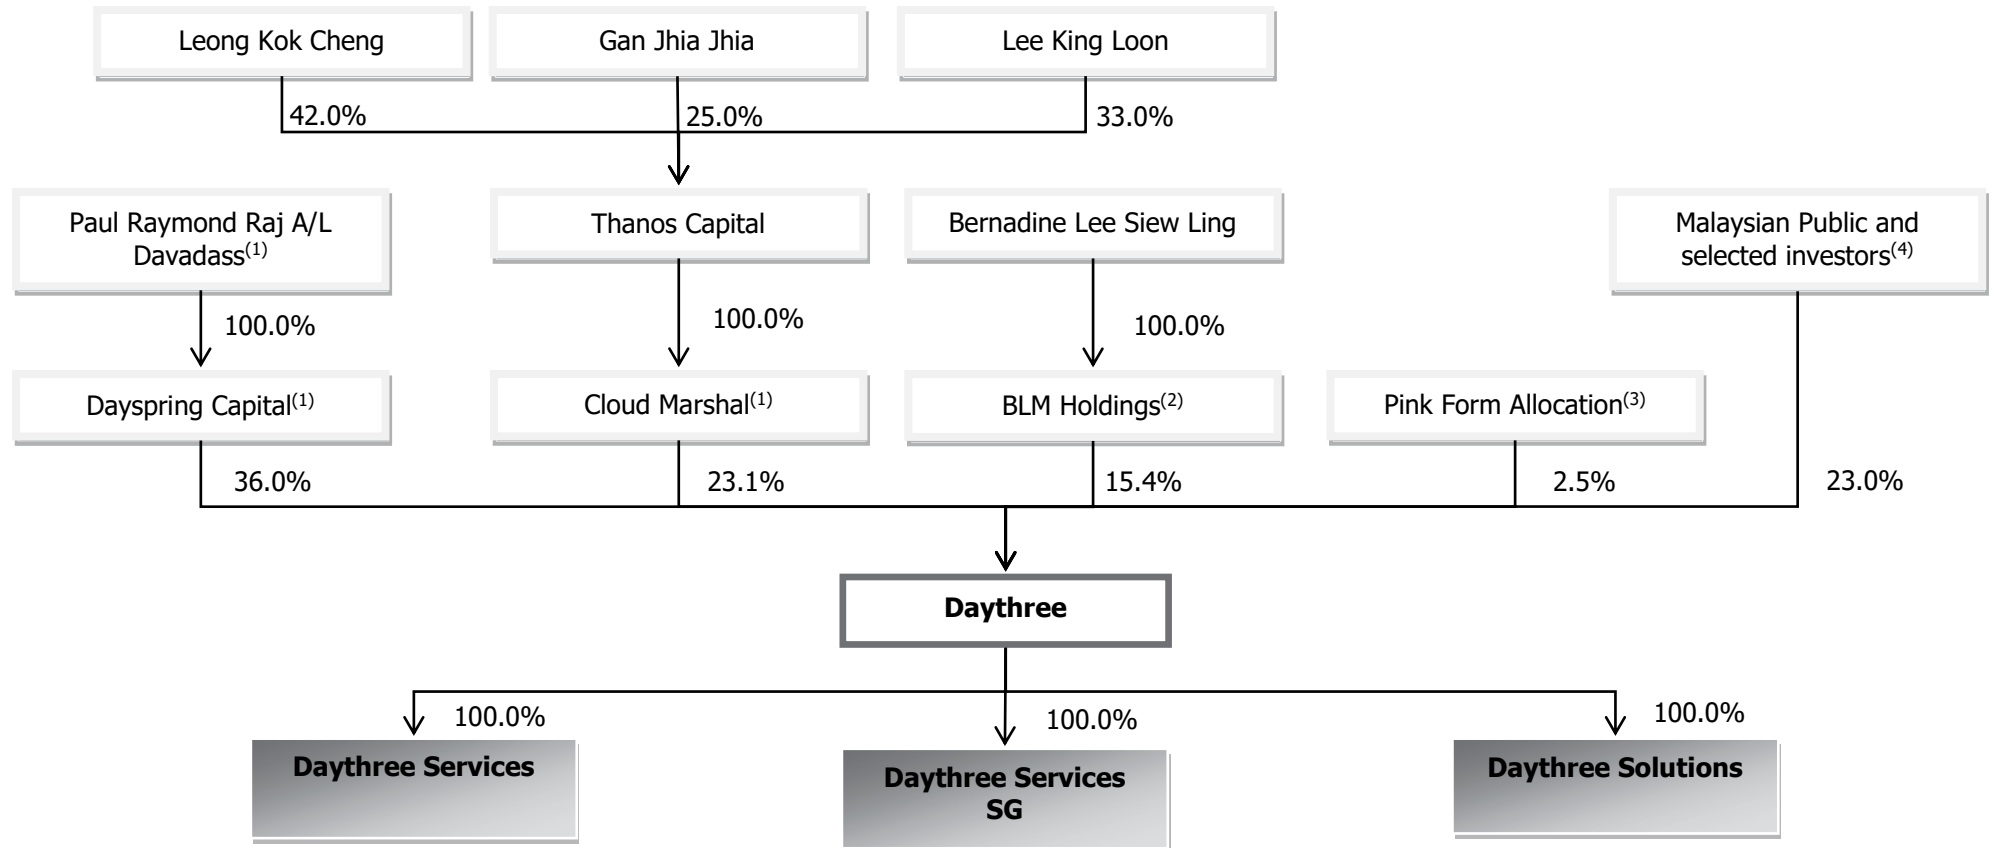 Leong Kok Cheng
Gan Jhia Jhia
Lee King Loon
42.0%
25.0%
33.0%
Paul Raymond Raj A/L
Davadass(1)
Thanos Capital
Bernadine Lee Siew Ling
Malaysian Public and
selected investors(4)
100.0%
100.0%
100.0%
Dayspring Capital(1)
Cloud Marshal(1)
BLM Holdings(2)
Pink Form Allocation(3)
36.0%
23.1%
15.4%
2.5%
23.0%
Daythree
100.0%
100.0%
100.0%
Daythree Services
Daythree Services
SG
Daythree Solutions